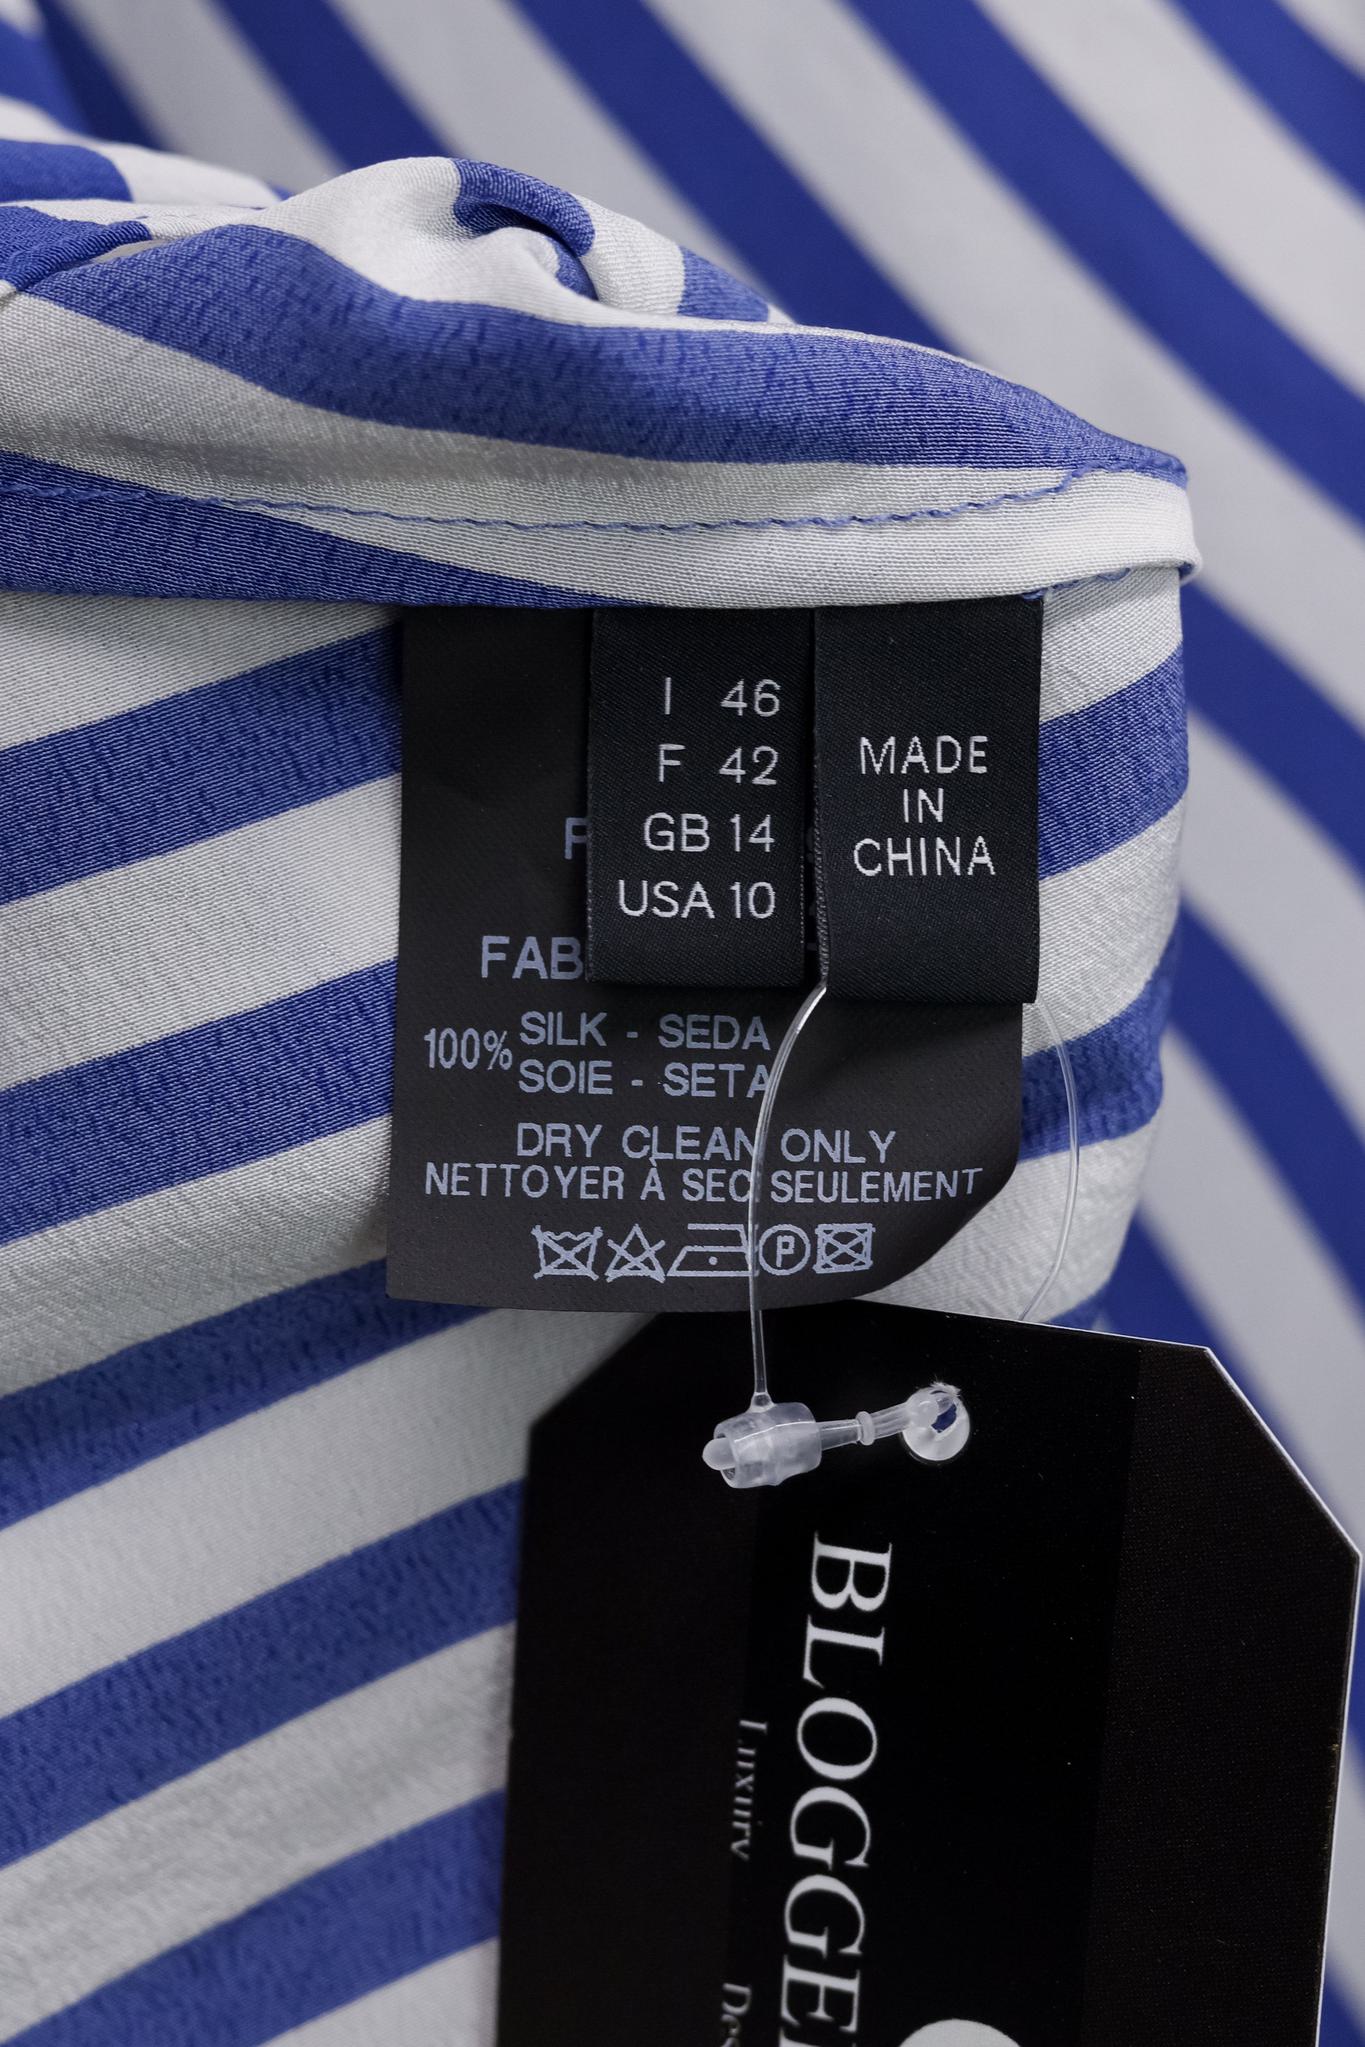 I 46
F 42
GB 14
USA 10
MADE
IN
CHINA
100% SILK - SEDA
SOIE - SETA
DRY CLEAN ONLY
NETTOYER À SEC SEULEMENT
P
Luxury